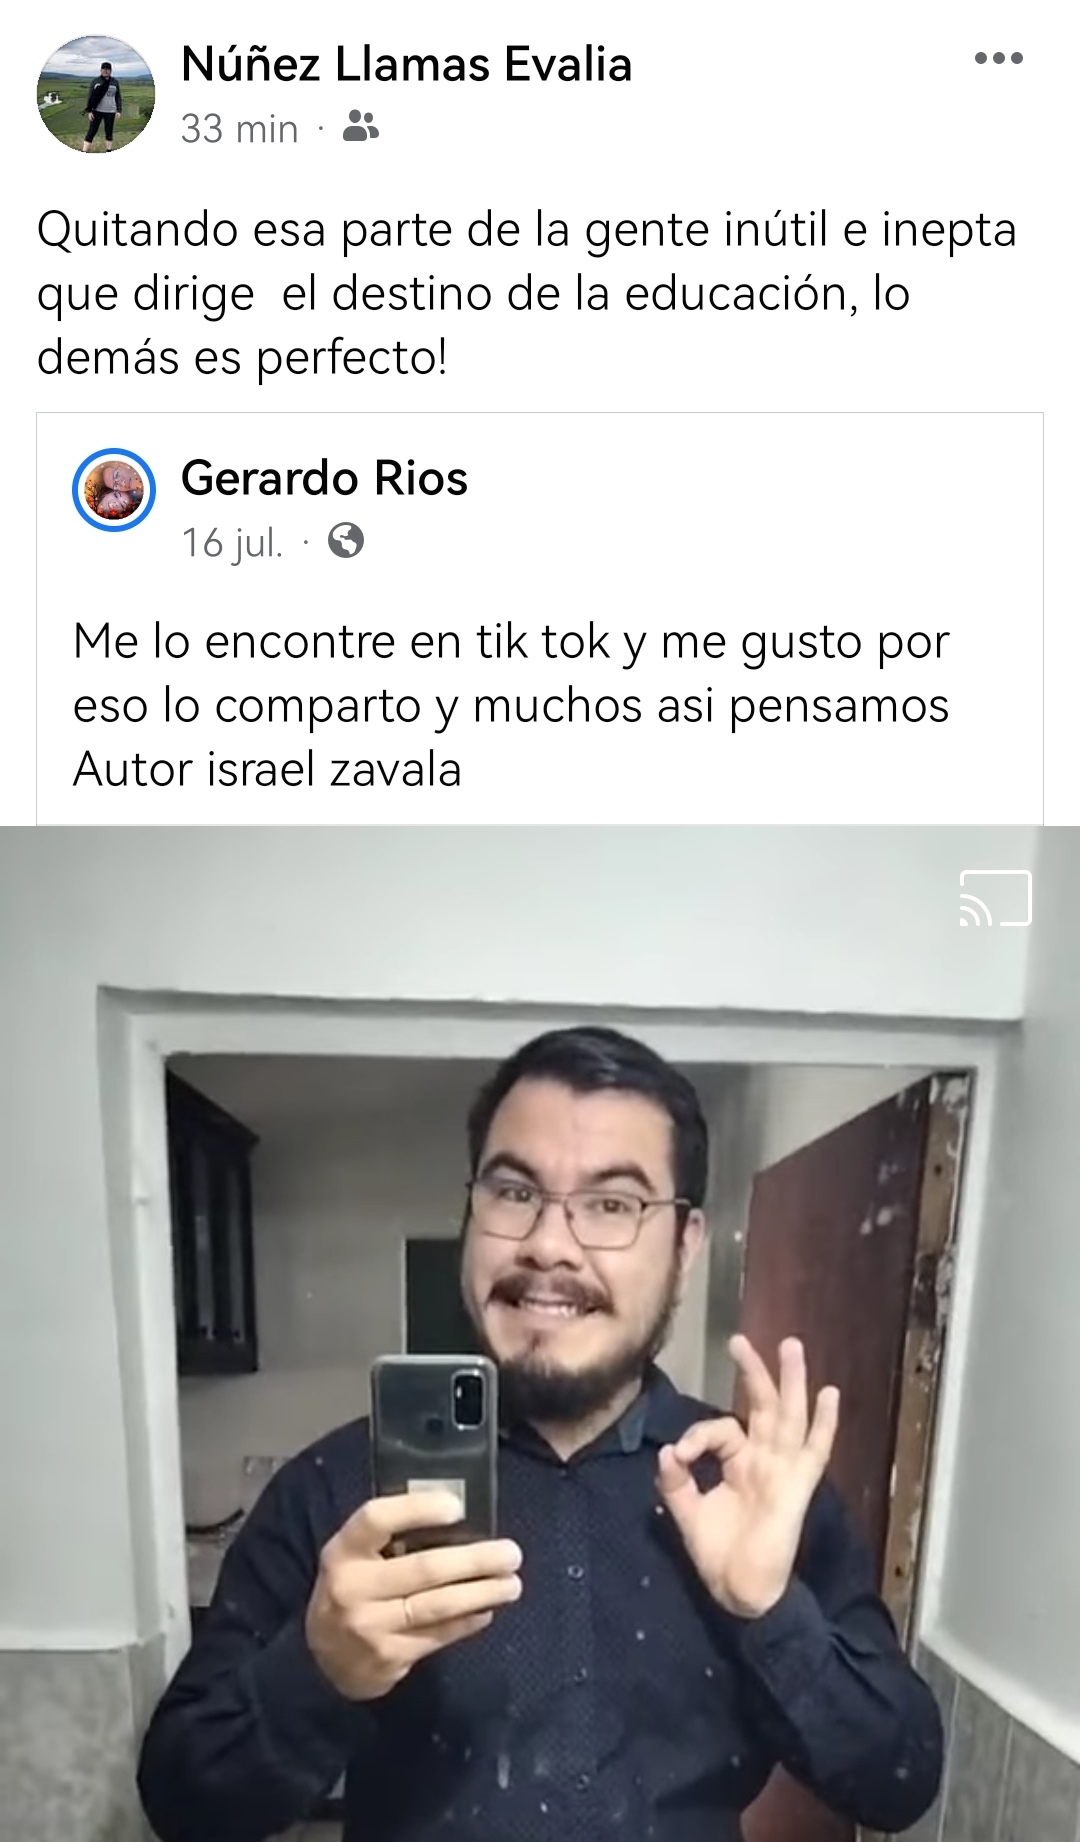 Núñez Llamas Evalia
33 min ·
Quitando esa parte de la gente inútil e inepta
que dirige  el destino de la educación, lo
demás es perfecto!
Gerardo Rios
16 jul. ·
Me lo encontre en tik tok y me gusto por
eso lo comparto y muchos asi pensamos
Autor israel zavala